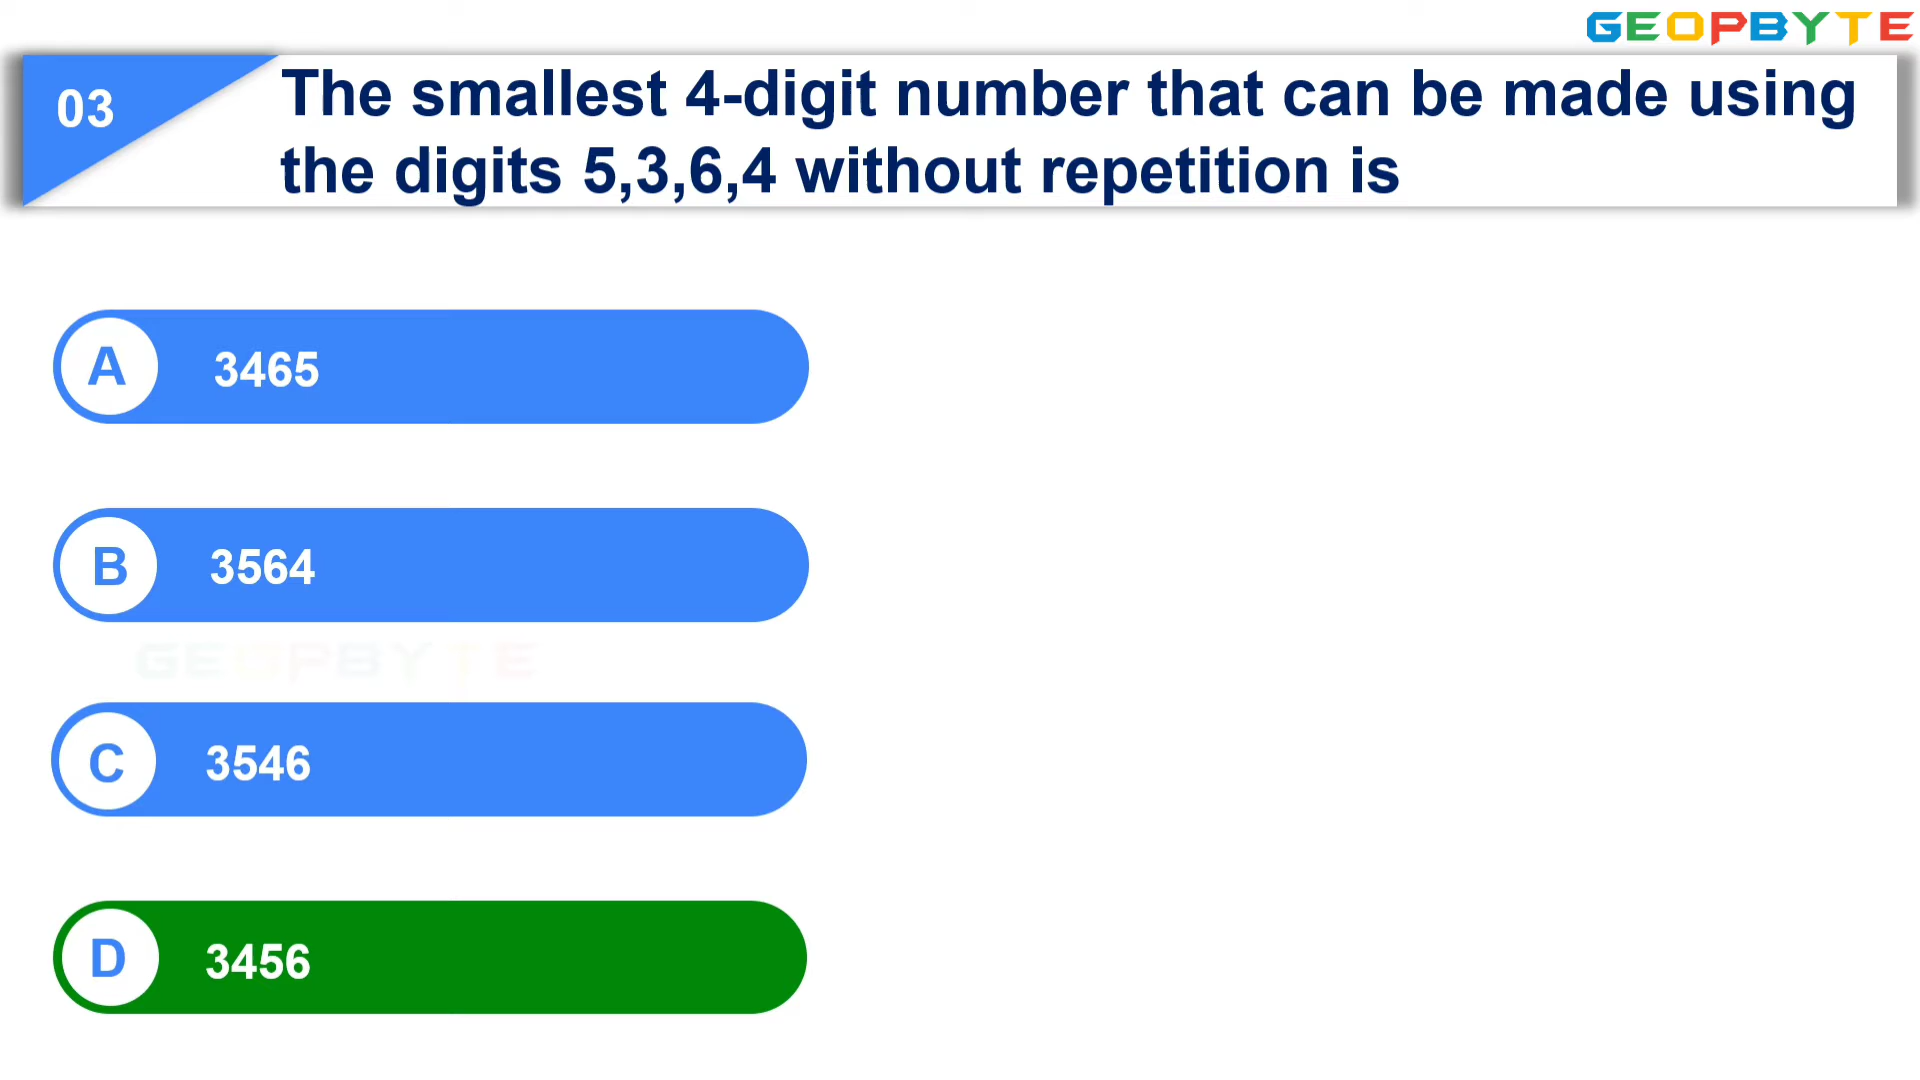 GEOPBYTE
03
The smallest 4-digit number that can be made using
the digits 5,3,6,4 without repetition is
A 3465
B 3564
GEOPBYTE
C 3546
D 3456